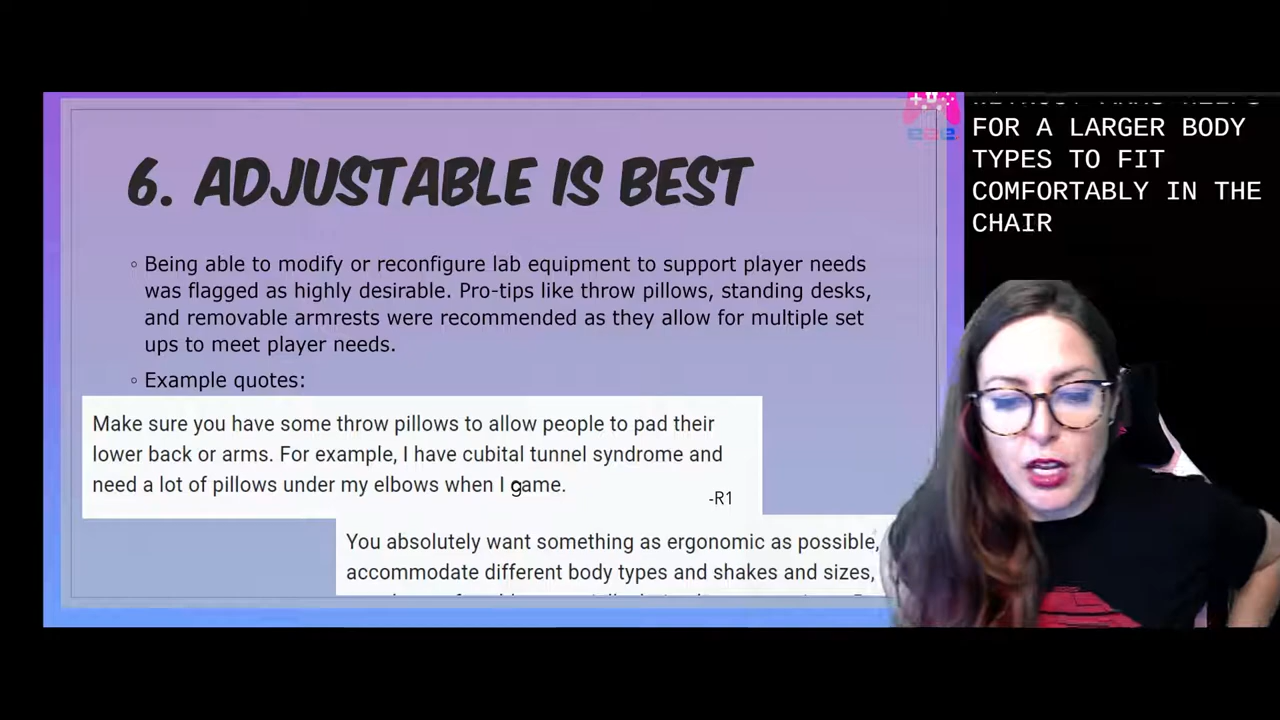 6. ADJUSTABLE IS BEST
Being able to modify or reconfigure lab equipment to support player needs
was flagged as highly desirable. Pro-tips like throw pillows, standing desks,
and removable armrests were recommended as they allow for multiple set
ups to meet player needs.
Example quotes:
Make sure you have some throw pillows to allow people to pad their
lower back or arms. For example, I have cubital tunnel syndrome and
need a lot of pillows under my elbows when I game.
-R1
You absolutely want something as ergonomic as possible,
accommodate different body types and shakes and sizes,
FOR A LARGER BODY
TYPES TO FIT
COMFORTABLY IN THE
CHAIR